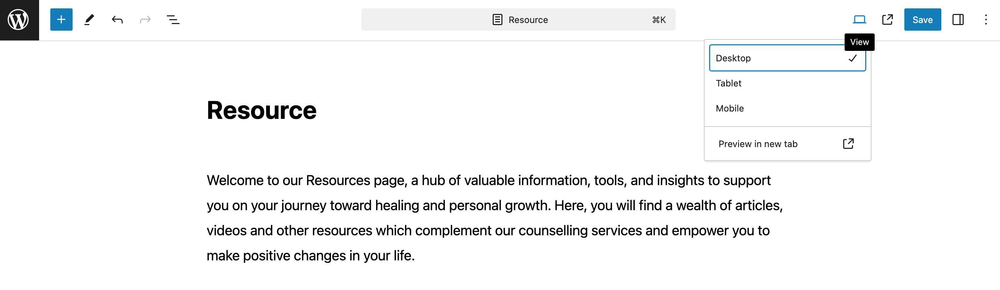 Resource
⌘K
Save
View
Desktop
Tablet
Mobile
Preview in new tab
Resource
Welcome to our Resources page, a hub of valuable information, tools, and insights to support
you on your journey toward healing and personal growth. Here, you will find a wealth of articles,
videos and other resources which complement our counselling services and empower you to
make positive changes in your life.